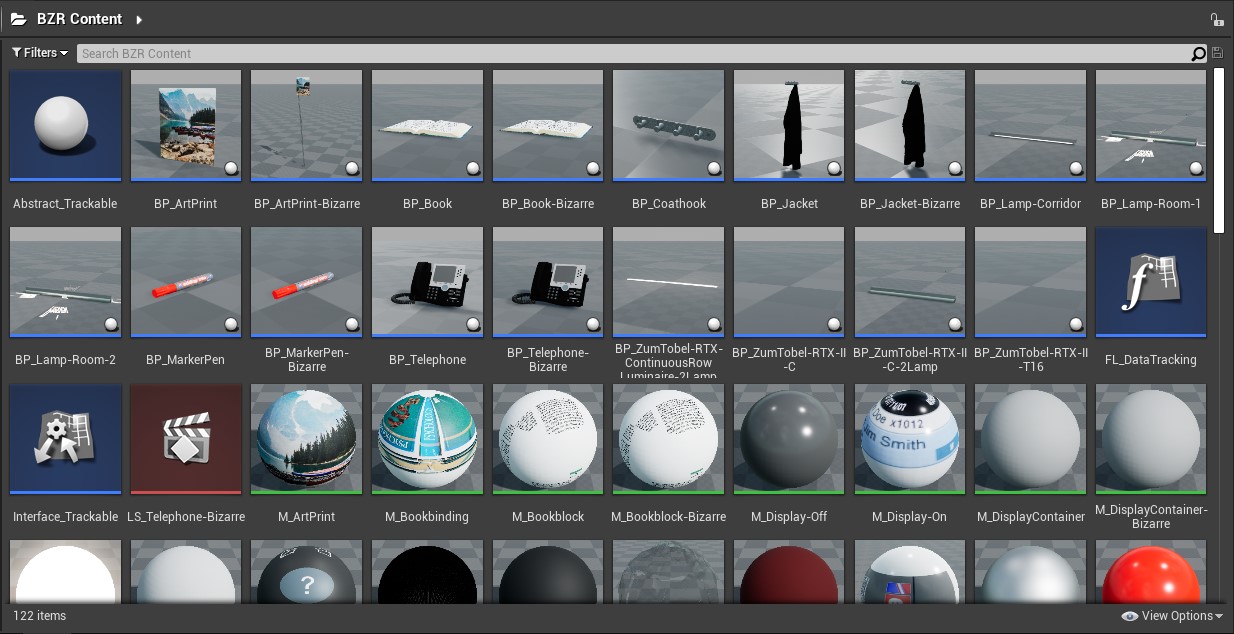 BZR Content
Filters
Search BZR Content
Abstract_Trackable
BP_ArtPrint
BP_ArtPrint-Bizarre
BP_Book
BP_Book-Bizarre
BP_Coathook
BP_Jacket
BP_Jacket-Bizarre
BP_Lamp-Corridor
BP_Lamp-Room-1
BP_Lamp-Room-2
BP_MarkerPen
BP_MarkerPen-
Bizarre
BP_Telephone
BP_Telephone-
Bizarre
BP_ZumTobel-RTX-
ContinuousRow
Luminaire-2Lamp
BP_ZumTobel-RTX-II
-C
BP_ZumTobel-RTX-II
-C-2Lamp
BP_ZumTobel-RTX-II
-T16
f
FL_DataTracking
Interface_Trackable
LS_Telephone-Bizarre
M_ArtPrint
M_Bookbinding
M_Bookblock
M_Bookblock-Bizarre
M_Display-Off
Doe x1012
Smith
M_Display-On
M_DisplayContainer
M_DisplayContainer-
Bizarre
?
122 items
View Options